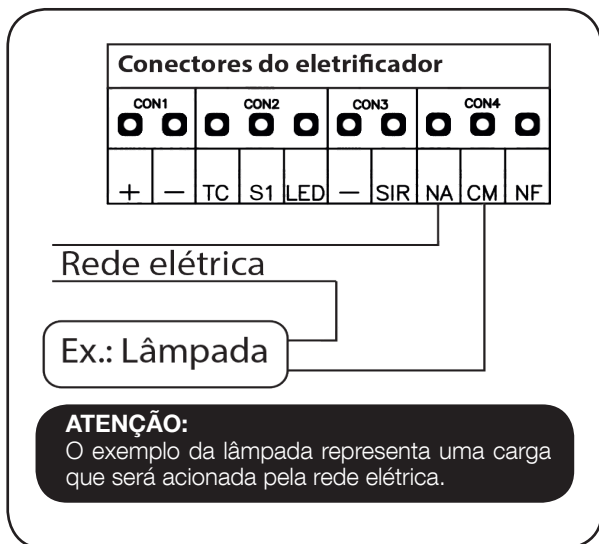 Conectores do eletrificador
CON1 CON2 CON3 CON4
+ − TC S1 LED − SIR NA CM NF
Rede elétrica
Ex.: Lâmpada
ATENÇÃO:
O exemplo da lâmpada representa uma carga
que será acionada pela rede elétrica.